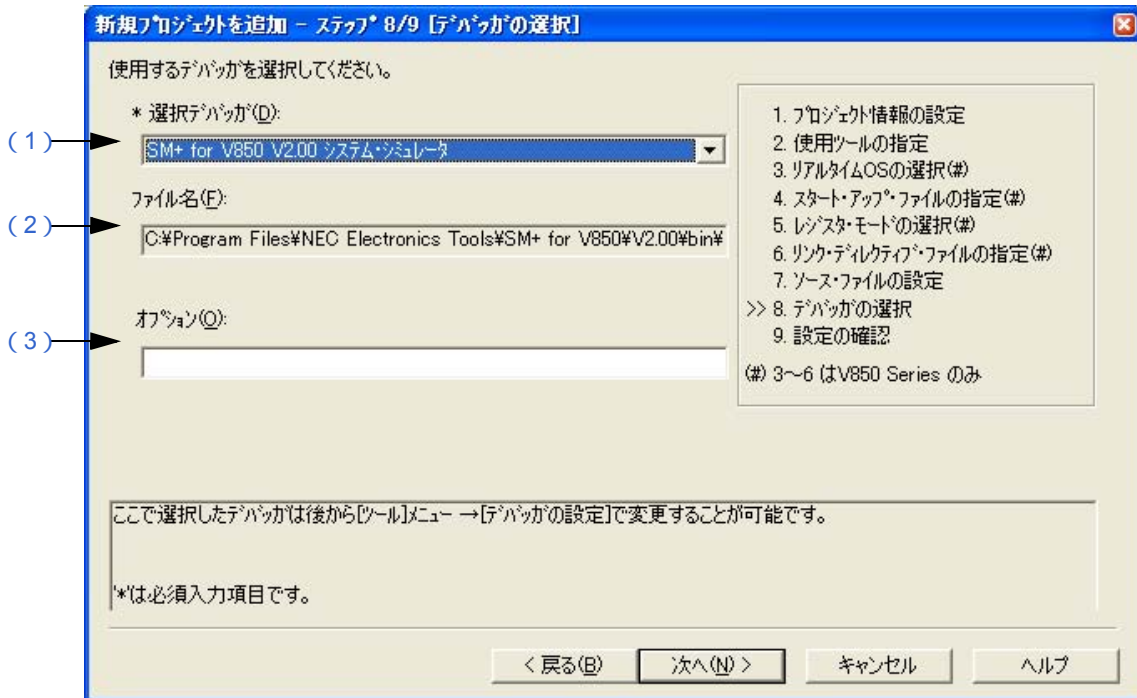 新規プロジェクトを追加 - ステップ 8/9 [デバッガの選択]
使用するデバッガを選択してください。
* 選択デバッガ(D):
(1)
SM+ for V850 V2.00 システム・シミュレータ
ファイル名(F):
(2)
C:¥Program Files¥NEC Electronics Tools¥SM+ for V850¥V2.00¥bin¥
オプション(O):
(3)
1. プロジェクト情報の設定
2. 使用ツールの指定
3. リアルタイムOSの選択(#)
4. スタート・アップ・ファイルの指定(#)
5. レジスタ・モードの選択(#)
6. リンク・ディレクティブ・ファイルの指定(#)
7. ソース・ファイルの設定
>> 8. デバッガの選択
9. 設定の確認
(#) 3～6 はV850 Series のみ
ここで選択したデバッガは後から[ツール]メニュー →[デバッガの設定]で変更することが可能です。
'*'は必須入力項目です。
< 戻る(B)
次へ(N) >
キャンセル
ヘルプ